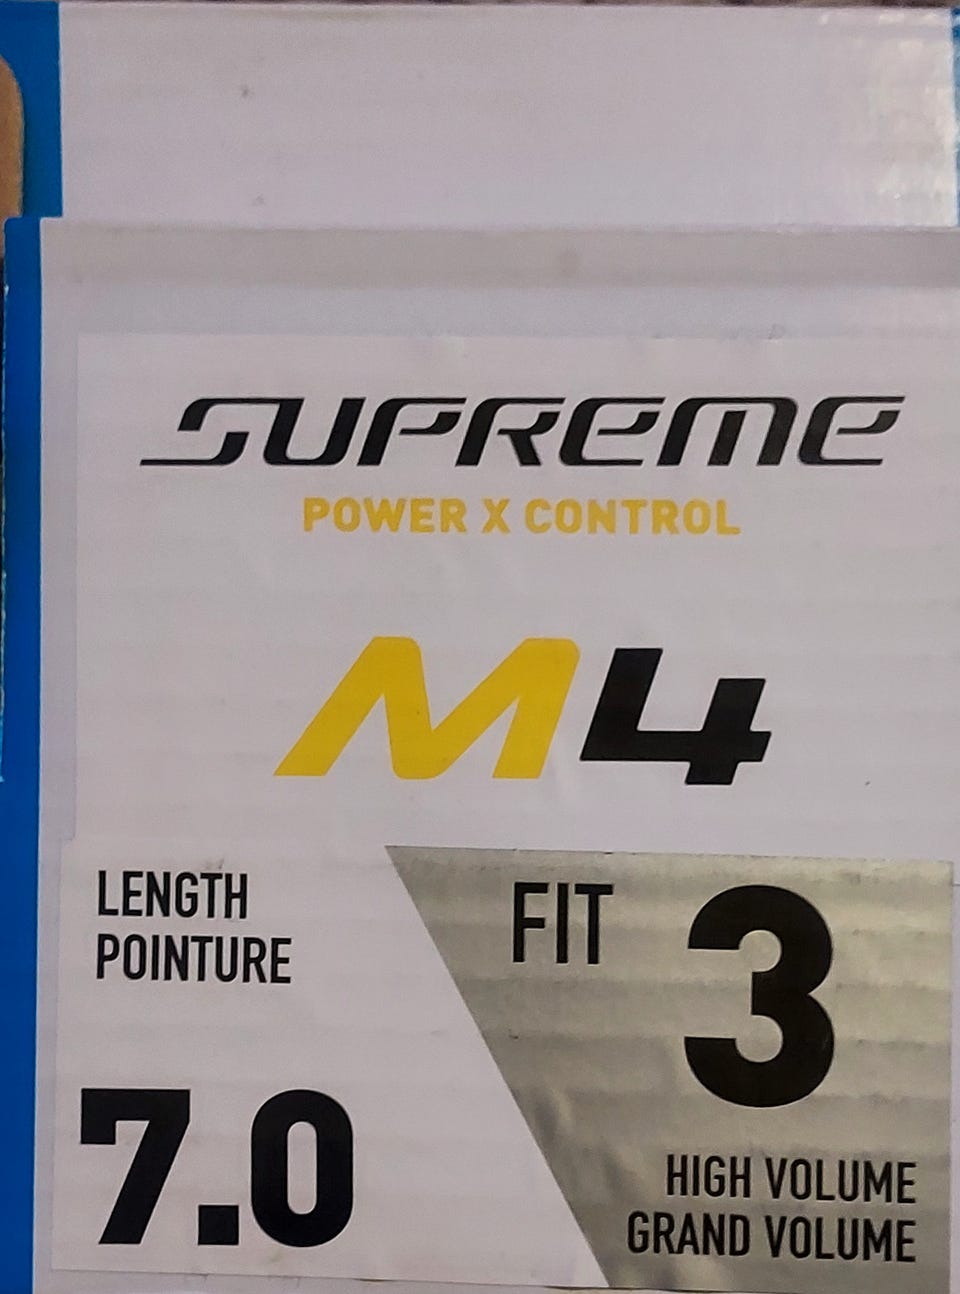 SUPREME
POWER X CONTROL
M4
LENGTH
POINTURE
7.0
FIT 3
HIGH VOLUME
GRAND VOLUME